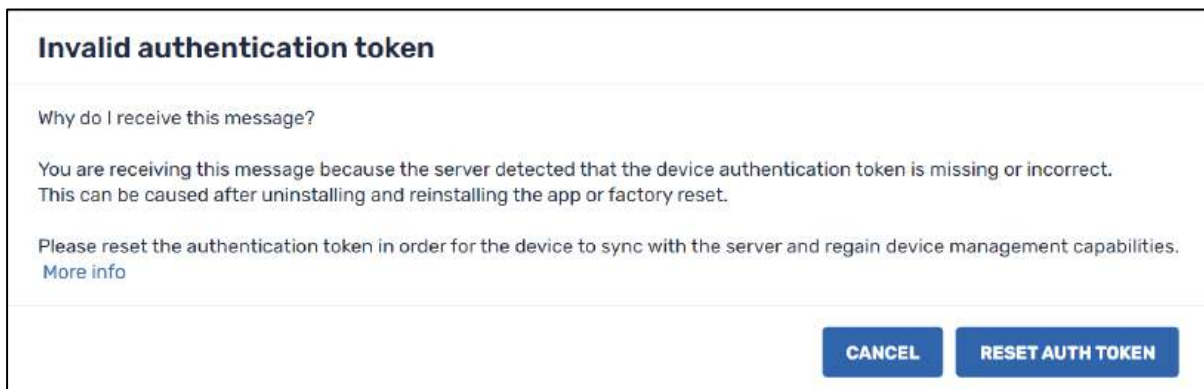 Invalid authentication token
Why do I receive this message?
You are receiving this message because the server detected that the device authentication token is missing or incorrect.
This can be caused after uninstalling and reinstalling the app or factory reset.
Please reset the authentication token in order for the device to sync with the server and regain device management capabilities.
More info
CANCEL
RESET AUTH TOKEN